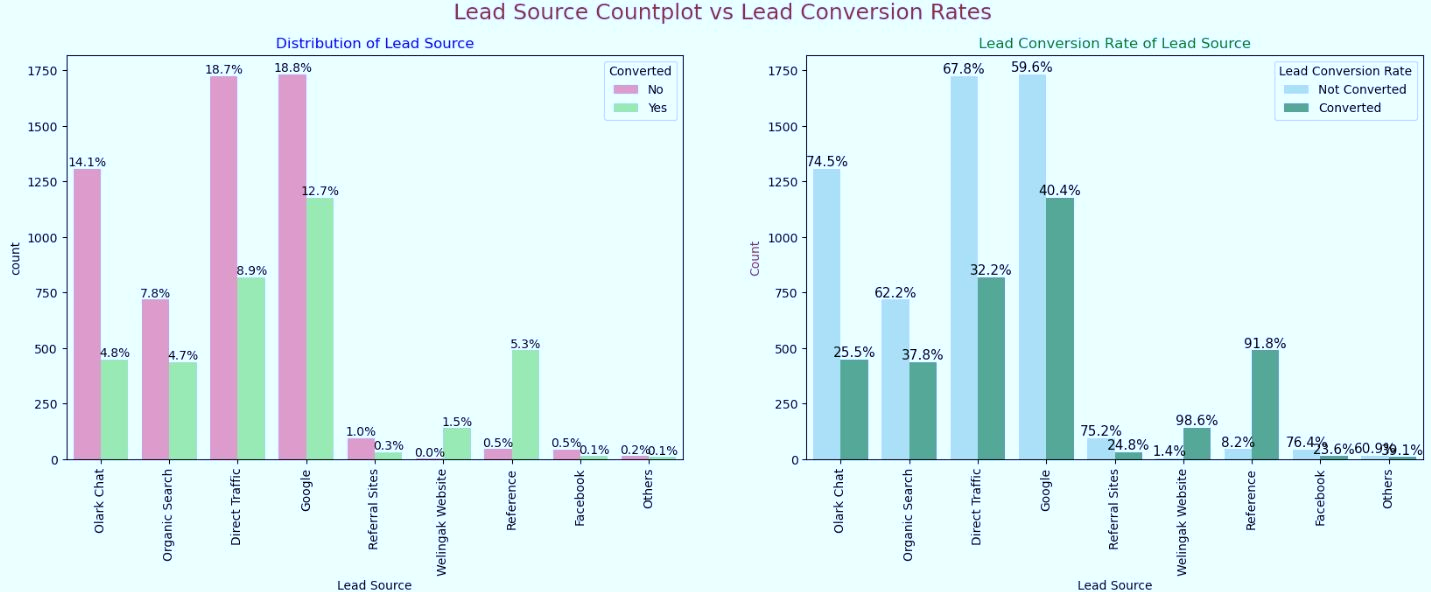 Lead Source Countplot vs Lead Conversion Rates
Distribution of Lead Source
count
1750
1500
1250
1000
750
500
250
0
14.1%
4.8%
7.8%
4.7%
18.7%
8.9%
18.8%
12.7%
1.0%
0.3%
0.0%
1.5%
0.5%
5.3%
0.5%
0.1%
0.2%
0.1%
Converted
No
Yes
Olark Chat
Organic Search
Direct Traffic
Google
Referral Sites
Welingak Website
Reference
Facebook
Others
Lead Source
Lead Conversion Rate of Lead Source
Count
1750
1500
1250
1000
750
500
250
0
74.5%
25.5%
62.2%
37.8%
67.8%
32.2%
59.6%
40.4%
75.2%
24.8%
1.4%
98.6%
8.2%
91.8%
76.4%
23.6%
60.9%
39.1%
Lead Conversion Rate
Not Converted
Converted
Olark Chat
Organic Search
Direct Traffic
Google
Referral Sites
Welingak Website
Reference
Facebook
Others
Lead Source